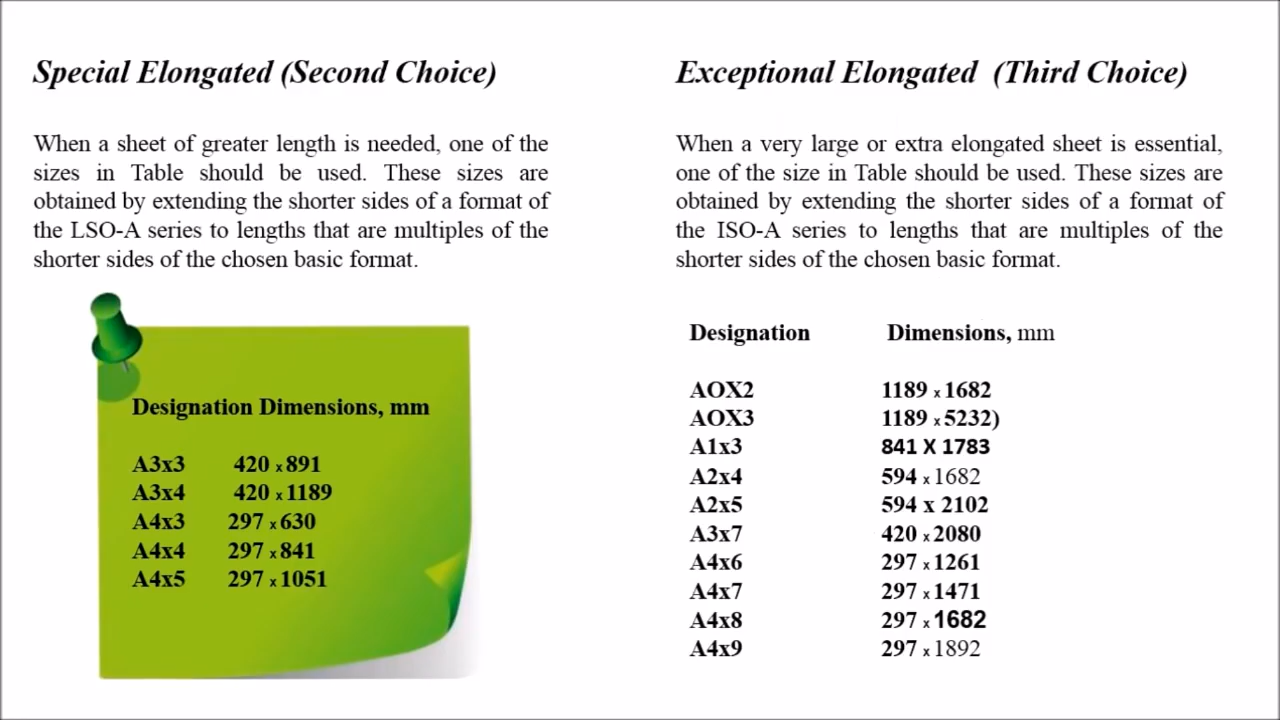 Special Elongated (Second Choice)
When a sheet of greater length is needed, one of the
sizes in Table should be used. These sizes are
obtained by extending the shorter sides of a format of
the LSO-A series to lengths that are multiples of the
shorter sides of the chosen basic format.
Designation Dimensions, mm
A3x3 420 x 891
A3x4 420 x 1189
A4x3 297 x 630
A4x4 297 x 841
A4x5 297 x 1051
Exceptional Elongated (Third Choice)
When a very large or extra elongated sheet is essential,
one of the size in Table should be used. These sizes are
obtained by extending the shorter sides of a format of
the ISO-A series to lengths that are multiples of the
shorter sides of the chosen basic format.
Designation Dimensions, mm
AOX2 1189 x 1682
AOX3 1189 x 5232)
A1x3 841 X 1783
A2x4 594 x 1682
A2x5 594 x 2102
A3x7 420 x 2080
A4x6 297 x 1261
A4x7 297 x 1471
A4x8 297 x 1682
A4x9 297 x 1892